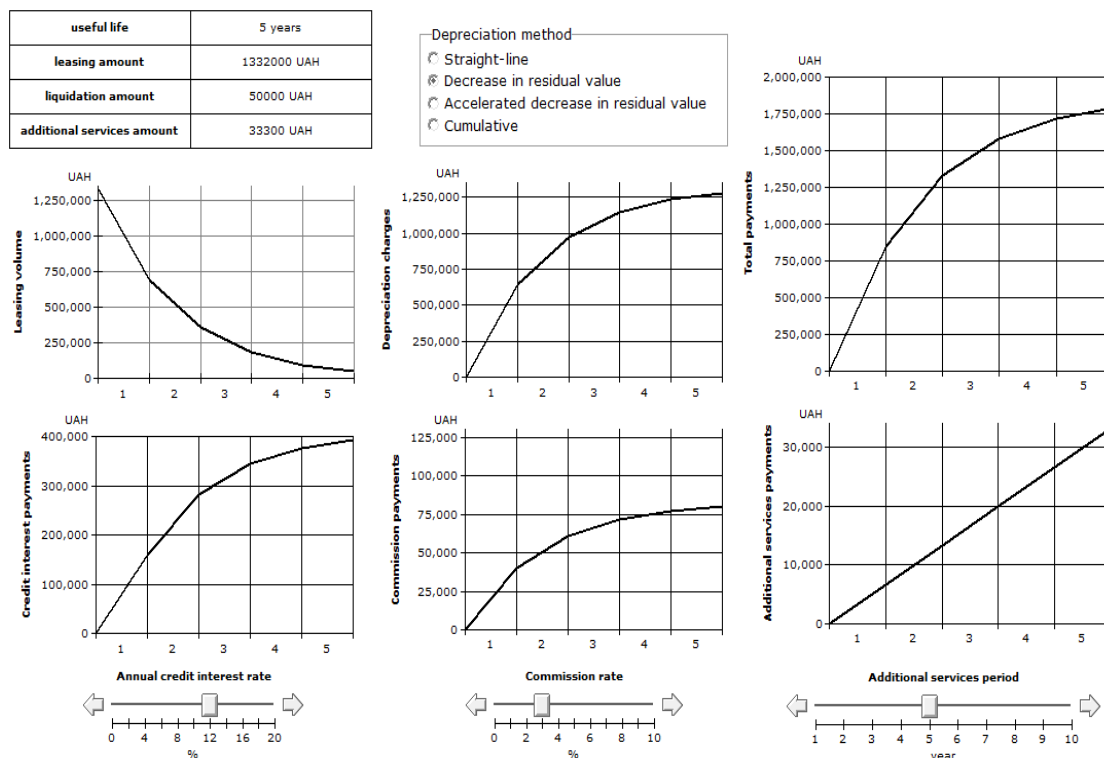 useful life 5 years
leasing amount 1332000 UAH
liquidation amount 50000 UAH
additional services amount 33300 UAH
Depreciation method
Straight-line
Decrease in residual value
Accelerated decrease in residual value
Cumulative
UAH
Leasing volume
1,250,000
1,000,000
750,000
500,000
250,000
0
1 2 3 4 5
UAH
Depreciation charges
1,250,000
1,000,000
750,000
500,000
250,000
0
1 2 3 4 5
UAH
Total payments
2,000,000
1,750,000
1,500,000
1,250,000
1,000,000
750,000
500,000
250,000
0
1 2 3 4 5
UAH
Credit interest payments
400,000
300,000
200,000
100,000
0
1 2 3 4 5
UAH
Commission payments
125,000
100,000
75,000
50,000
25,000
0
1 2 3 4 5
UAH
Additional services payments
30,000
20,000
10,000
0
1 2 3 4 5
Annual credit interest rate
0 4 8 12 16 20
%
Commission rate
0 2 4 6 8 10
%
Additional services period
1 2 3 4 5 6 7 8 10
year